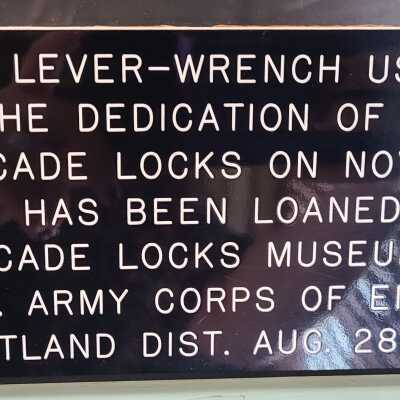 LEVER-WRENCH US
HE DEDICATION OF
CADE LOCKS ON NOV
HAS BEEN LOANED
CADE LOCKS MUSEU
. ARMY CORPS OF E
TLAND DIST. AUG. 28